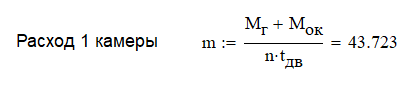 Расход 1 камеры m := (Mг + Mок) / (n·tдв) = 43.723